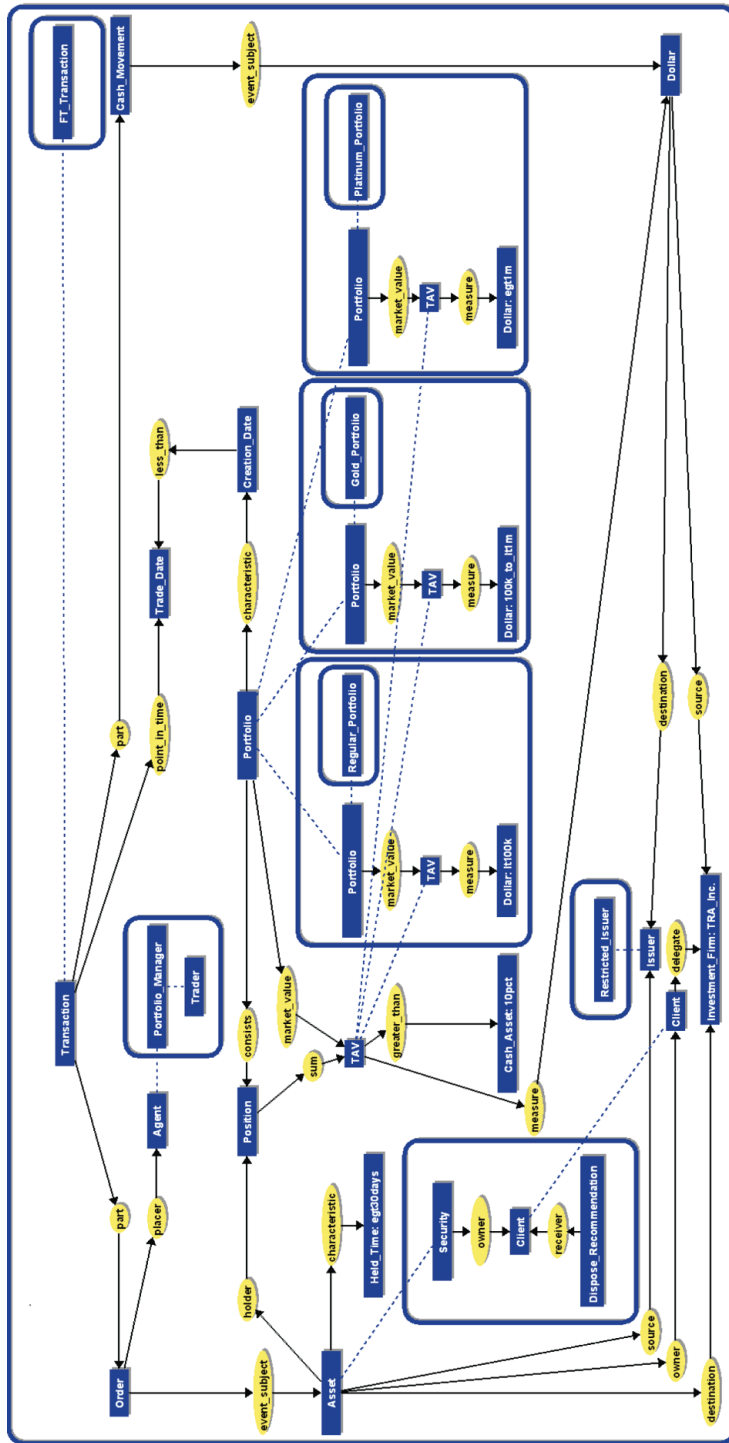 FT_Transaction
Transaction
part
part
Cash_Movement
Order
placer
Agent
Portfolio_Manager
Trader
point_in_time
Trade_Date
less_than
event_subject
event_subject
holder
Position
consists
Portfolio
characteristic
Creation_Date
sum
market_value
Asset
characteristic
Held_Time: egt30days
TAV
greater_than
Cash_Asset: 10pct
measure
Portfolio
Regular_Portfolio
market_value
TAV
measure
Dollar: lt100k
Portfolio
Gold_Portfolio
market_value
TAV
measure
Dollar: 100k_to_lt1m
Portfolio
Platinum_Portfolio
market_value
TAV
measure
Dollar: egt1m
Security
owner
Client
receiver
Dispose_Recommendation
Restricted_Issuer
source
Issuer
destination
Dollar
owner
Client
delegate
source
destination
Investment_Firm: TRA_Inc.